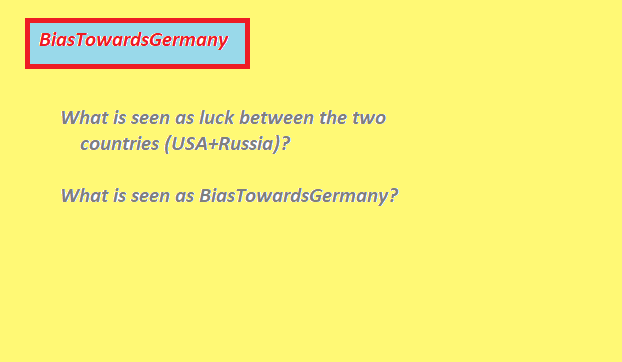 BiasTowardsGermany
What is seen as luck between the two
countries (USA+Russia)?
What is seen as BiasTowardsGermany?